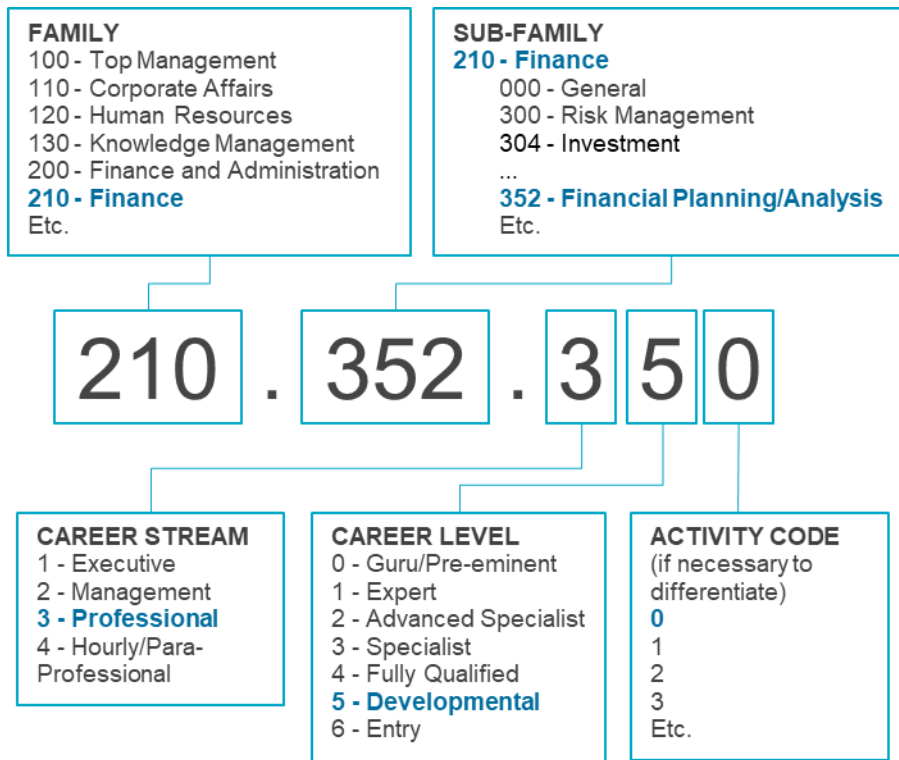 FAMILY
100 - Top Management
110 - Corporate Affairs
120 - Human Resources
130 - Knowledge Management
200 - Finance and Administration
210 - Finance
Etc.
SUB-FAMILY
210 - Finance
000 - General
300 - Risk Management
304 - Investment
...
352 - Financial Planning/Analysis
Etc.
210 . 352 . 3 5 0
CAREER STREAM
1 - Executive
2 - Management
3 - Professional
4 - Hourly/Para-
Professional
CAREER LEVEL
0 - Guru/Pre-eminent
1 - Expert
2 - Advanced Specialist
3 - Specialist
4 - Fully Qualified
5 - Developmental
6 - Entry
ACTIVITY CODE
(if necessary to
differentiate)
0
1
2
3
Etc.